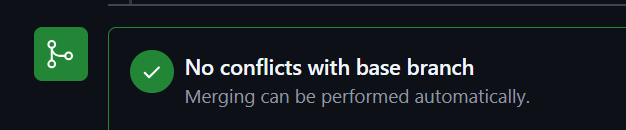 No conflicts with base branch
Merging can be performed automatically.